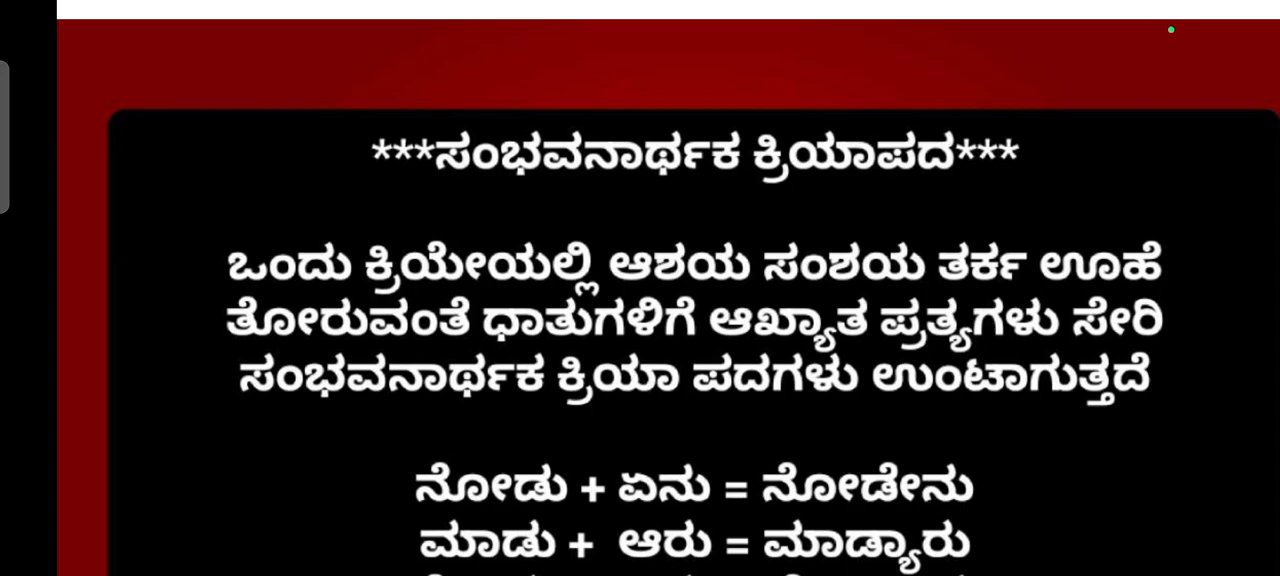 ***ಸಂಭವನಾರ್ಥಕ ಕ್ರಿಯಾಪದ***
ಒಂದು ಕ್ರಿಯೇಯಲ್ಲಿ ಆಶಯ ಸಂಶಯ ತರ್ಕ ಊಹೆ
ತೋರುವಂತೆ ಧಾತುಗಳಿಗೆ ಆಖ್ಯಾತ ಪ್ರತ್ಯಗಳು ಸೇರಿ
ಸಂಭವನಾರ್ಥಕ ಕ್ರಿಯಾ ಪದಗಳು ಉಂಟಾಗುತ್ತದೆ
ನೋಡು + ಏನು = ನೋಡೇನು
ಮಾಡು + ಆರು = ಮಾಡ್ಯಾರು